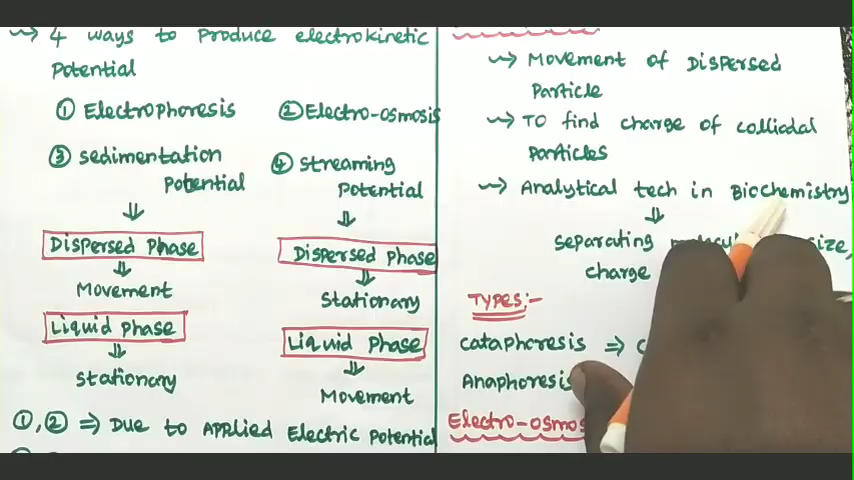 4 ways to Produce electrokinetic
Potential
① Electrophoresis
② Electro-osmosis
③ sedimentation
Potential
④ Streaming
Potential
Dispersed Phase
Movement
Liquid Phase
Stationary
Dispersed Phase
Stationary
Liquid Phase
Movement
①,② ⇒ Due to Applied Electric Potential
Movement of Dispersed
Particle
To find charge of colliadal
Particles
Analytical tech in Biochemistry
Separating size,
charge
Types:-
Cataphoresis ⇒
Anaphoresis
Electro-osmos